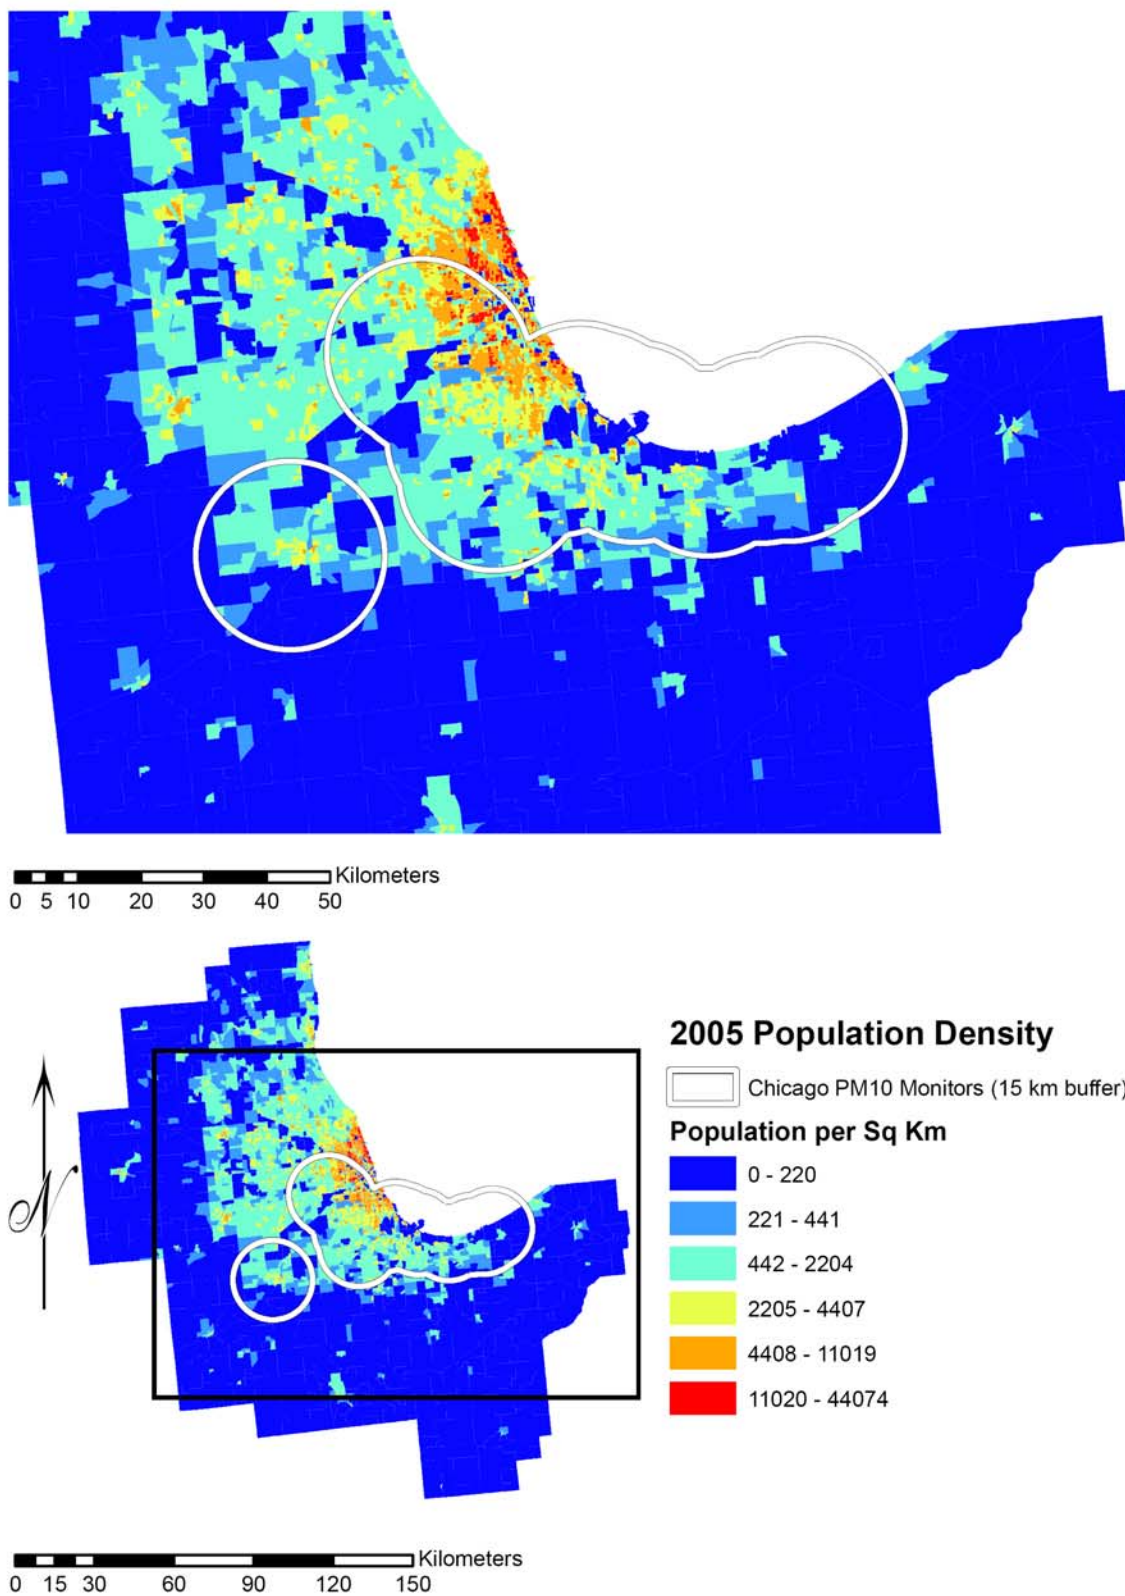 Kilometers
0 5 10 20 30 40 50
2005 Population Density
Chicago PM10 Monitors (15 km buffer)
Population per Sq Km
0 - 220
221 - 441
442 - 2204
2205 - 4407
4408 - 11019
11020 - 44074
N
Kilometers
0 15 30 60 90 120 150